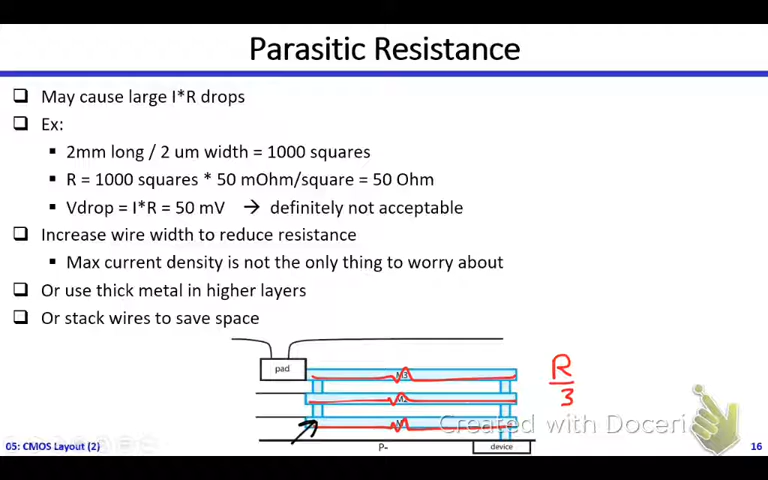 Parasitic Resistance
❑ May cause large I*R drops
❑ Ex:
▪ 2mm long / 2 um width = 1000 squares
▪ R = 1000 squares * 50 mOhm/square = 50 Ohm
▪ Vdrop = I*R = 50 mV → definitely not acceptable
❑ Increase wire width to reduce resistance
▪ Max current density is not the only thing to worry about
❑ Or use thick metal in higher layers
❑ Or stack wires to save space
pad
M3
M2
M1
R
3
Created with Doceri
P-
device
05: CMOS Layout (2)
16